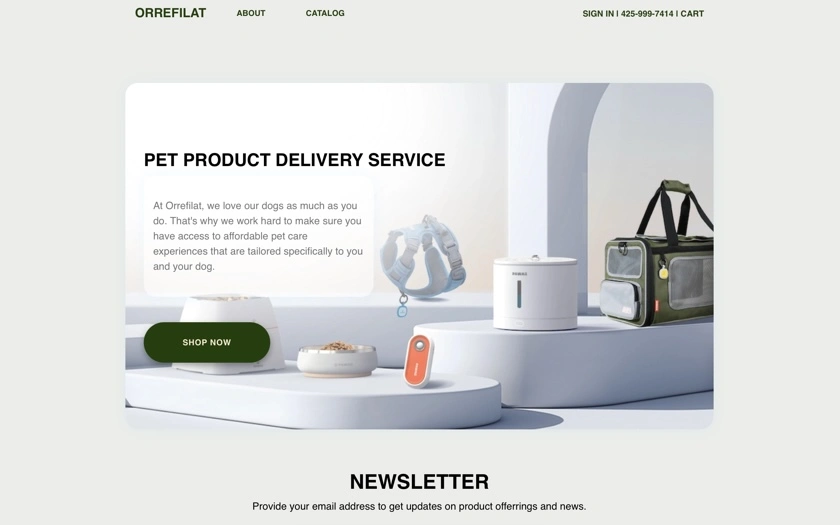 ORREFILAT
ABOUT
CATALOG
SIGN IN | 425-999-7414 | CART
PET PRODUCT DELIVERY SERVICE
At Orrefilat, we love our dogs as much as you
do. That's why we work hard to make sure you
have access to affordable pet care
experiences that are tailored specifically to you
and your dog.
SHOP NOW
NEWSLETTER
Provide your email address to get updates on product offerrings and news.